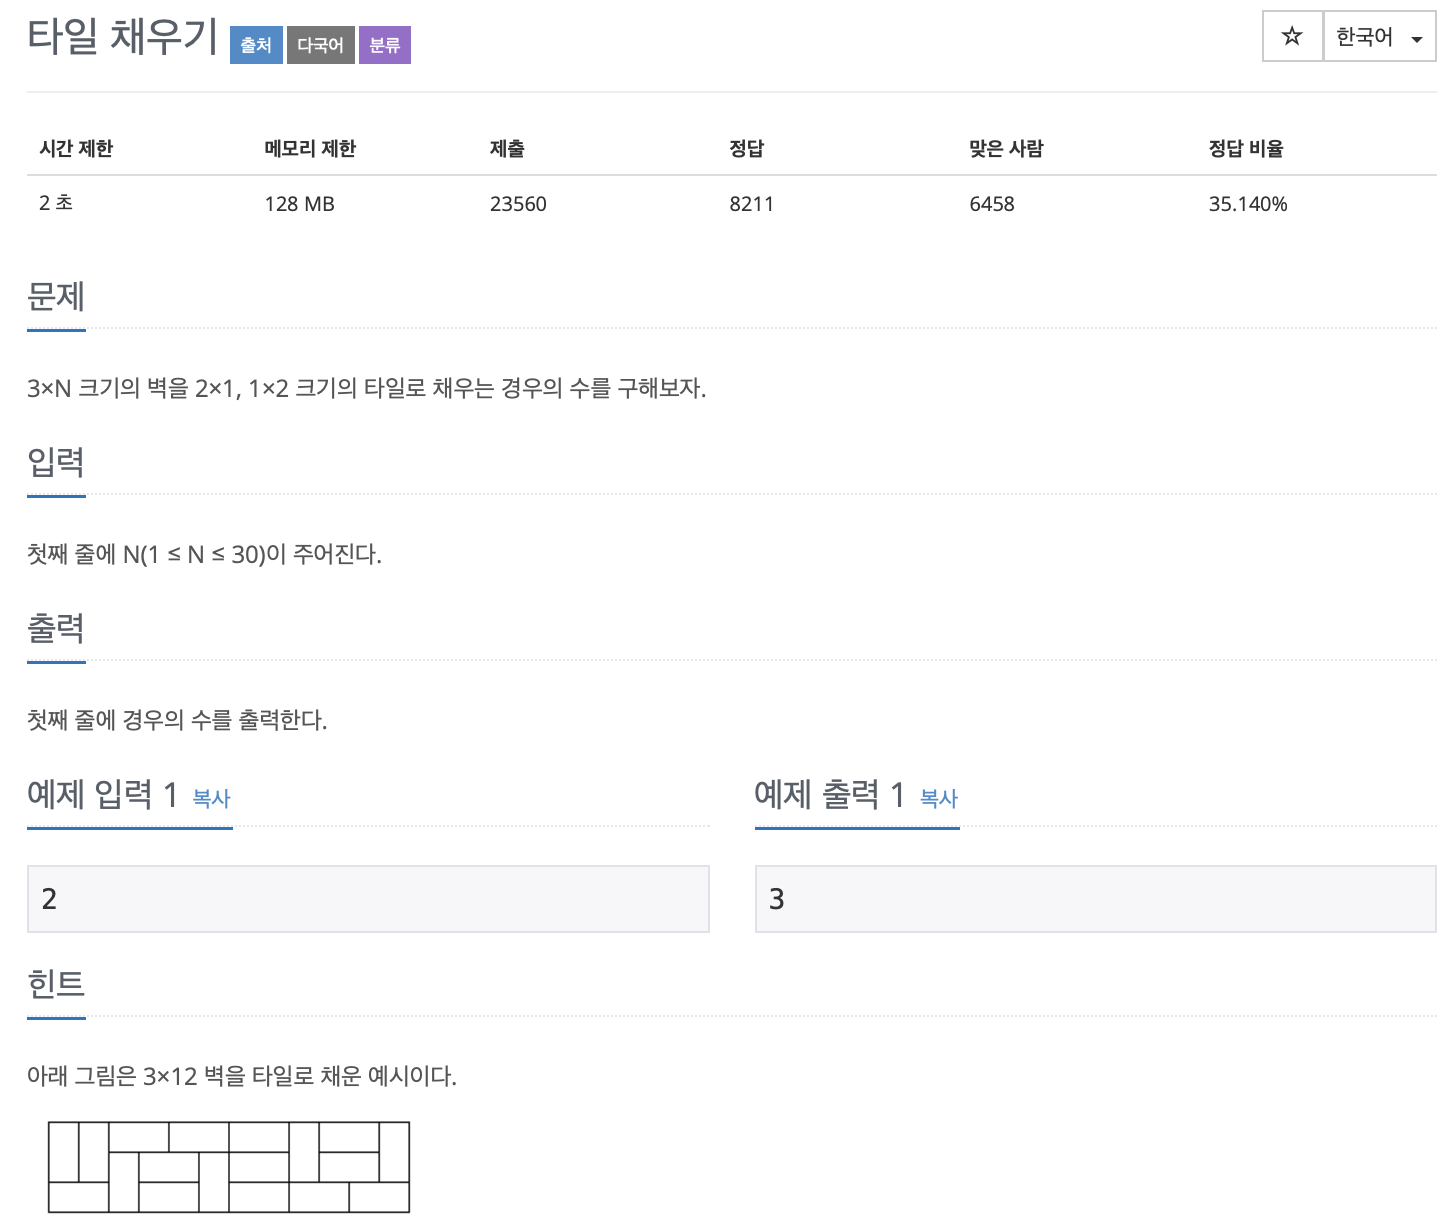 타일 채우기 출처 다국어 분류
☆ 한국어
시간 제한 메모리 제한 제출 정답 맞은 사람 정답 비율
2 초 128 MB 23560 8211 6458 35.140%
문제
3×N 크기의 벽을 2×1, 1×2 크기의 타일로 채우는 경우의 수를 구해보자.
입력
첫째 줄에 N(1 ≤ N ≤ 30)이 주어진다.
출력
첫째 줄에 경우의 수를 출력한다.
예제 입력 1 복사
2
예제 출력 1 복사
3
힌트
아래 그림은 3×12 벽을 타일로 채운 예시이다.